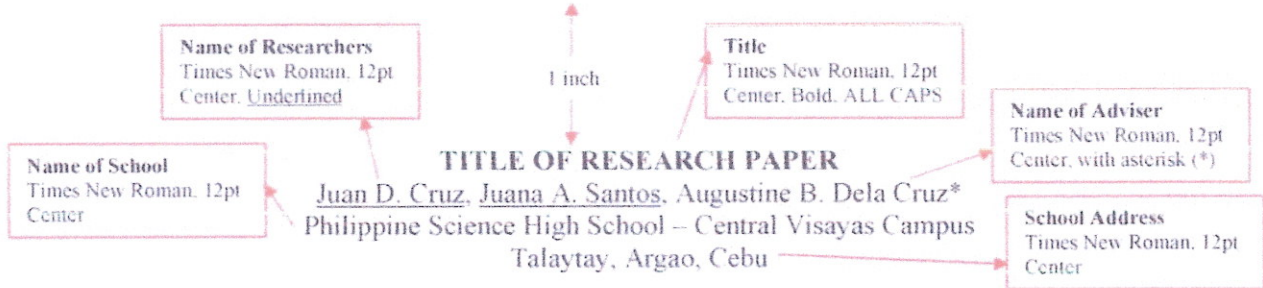 Name of Researchers
Times New Roman, 12pt
Center, Underlined
1 inch
Title
Times New Roman, 12pt
Center, Bold, ALL CAPS
Name of Adviser
Times New Roman, 12pt
Center, with asterisk (*)
Name of School
Times New Roman, 12pt
Center
TITLE OF RESEARCH PAPER
Juan D. Cruz, Juana A. Santos, Augustine B. Dela Cruz*
Philippine Science High School – Central Visayas Campus
Talaytay, Argao, Cebu
School Address
Times New Roman, 12pt
Center